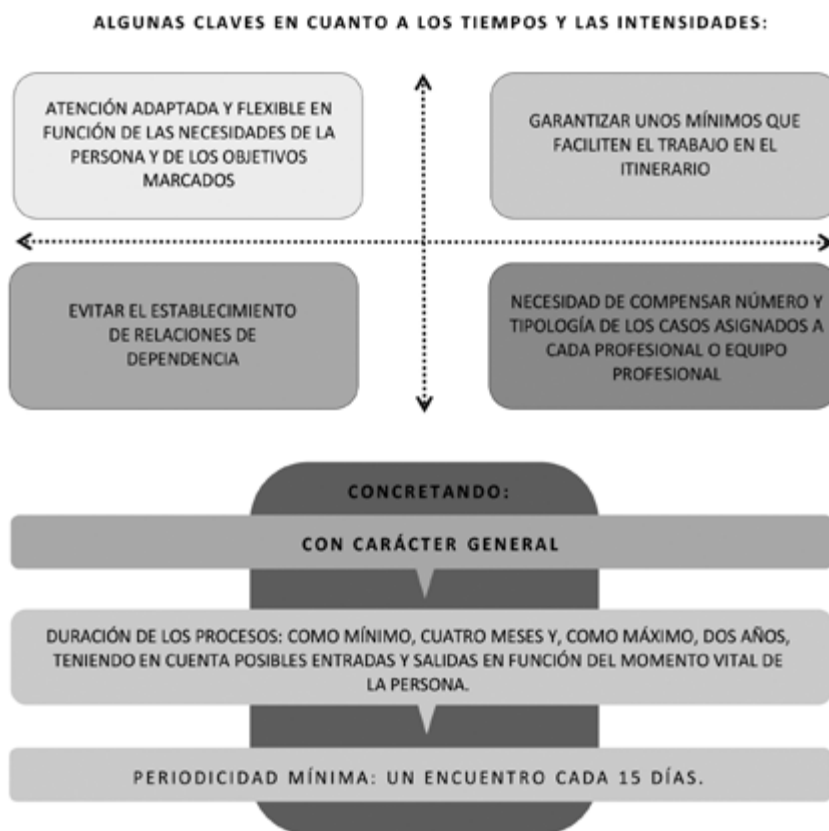 ALGUNAS CLAVES EN CUANTO A LOS TIEMPOS Y LAS INTENSIDADES:
ATENCIÓN ADAPTADA Y FLEXIBLE EN
FUNCIÓN DE LAS NECESIDADES DE LA
PERSONA Y DE LOS OBJETIVOS
MARCADOS
GARANTIZAR UNOS MÍNIMOS QUE
FACILITEN EL TRABAJO EN EL
ITINERARIO
EVITAR EL ESTABLECIMIENTO
DE RELACIONES DE
DEPENDENCIA
NECESIDAD DE COMPENSAR NÚMERO Y
TIPOLOGÍA DE LOS CASOS ASIGNADOS A
CADA PROFESIONAL O EQUIPO
PROFESIONAL
CONCRETANDO:
CON CARÁCTER GENERAL
DURACIÓN DE LOS PROCESOS: COMO MÍNIMO, CUATRO MESES Y, COMO MÁXIMO, DOS AÑOS,
TENIENDO EN CUENTA POSIBLES ENTRADAS Y SALIDAS EN FUNCIÓN DEL MOMENTO VITAL DE
LA PERSONA.
PERIODICIDAD MÍNIMA: UN ENCUENTRO CADA 15 DÍAS.